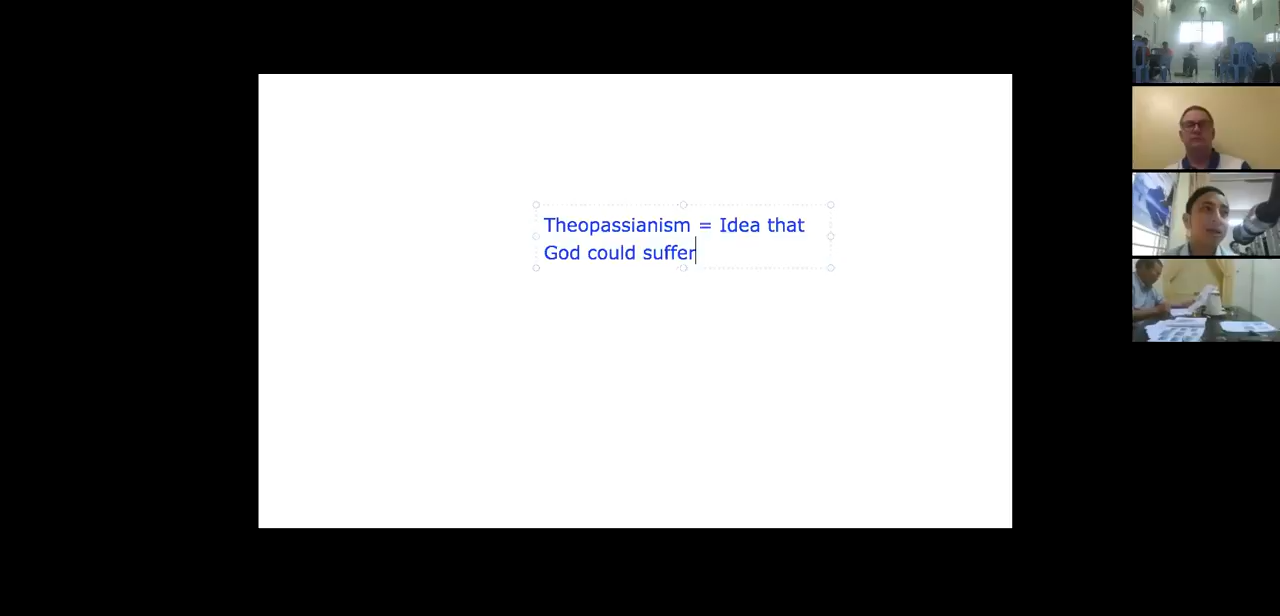 Theopassianism = Idea that
God could suffer